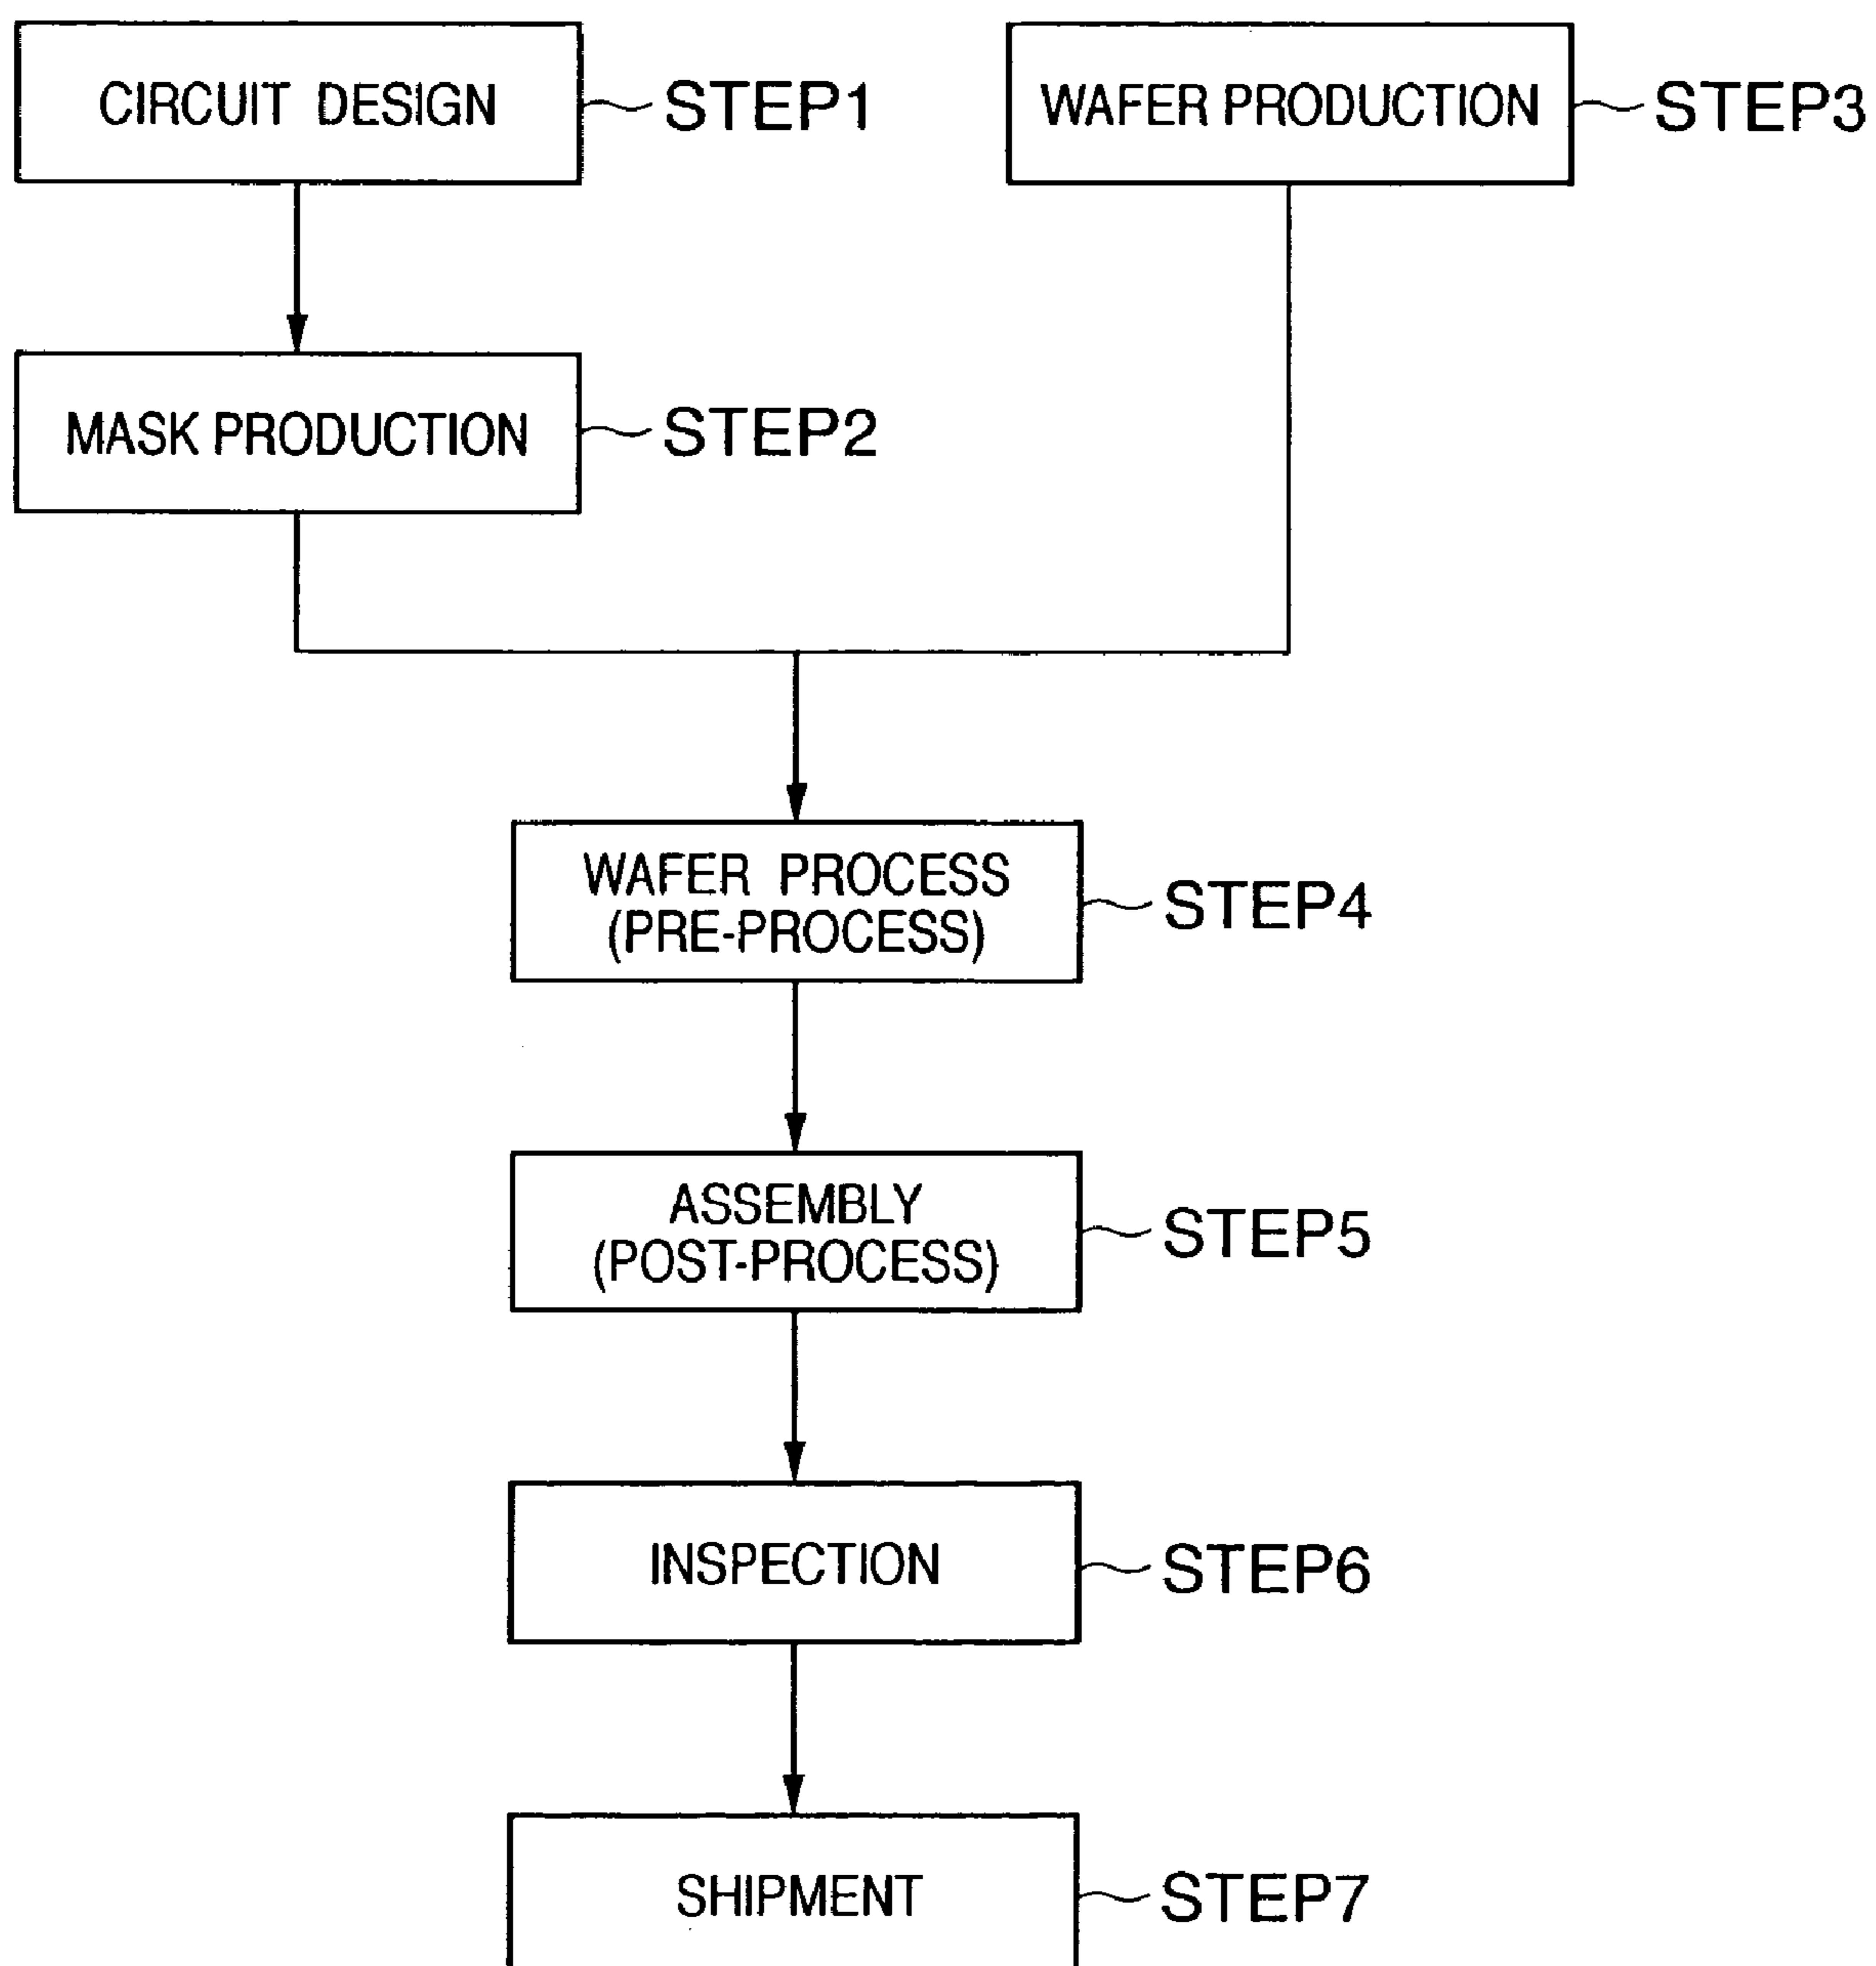 CIRCUIT DESIGN
STEP1
WAFER PRODUCTION
STEP3
MASK PRODUCTION
STEP2
WAFER PROCESS
(PRE-PROCESS)
STEP4
ASSEMBLY
(POST-PROCESS)
STEP5
INSPECTION
STEP6
SHIPMENT
STEP7